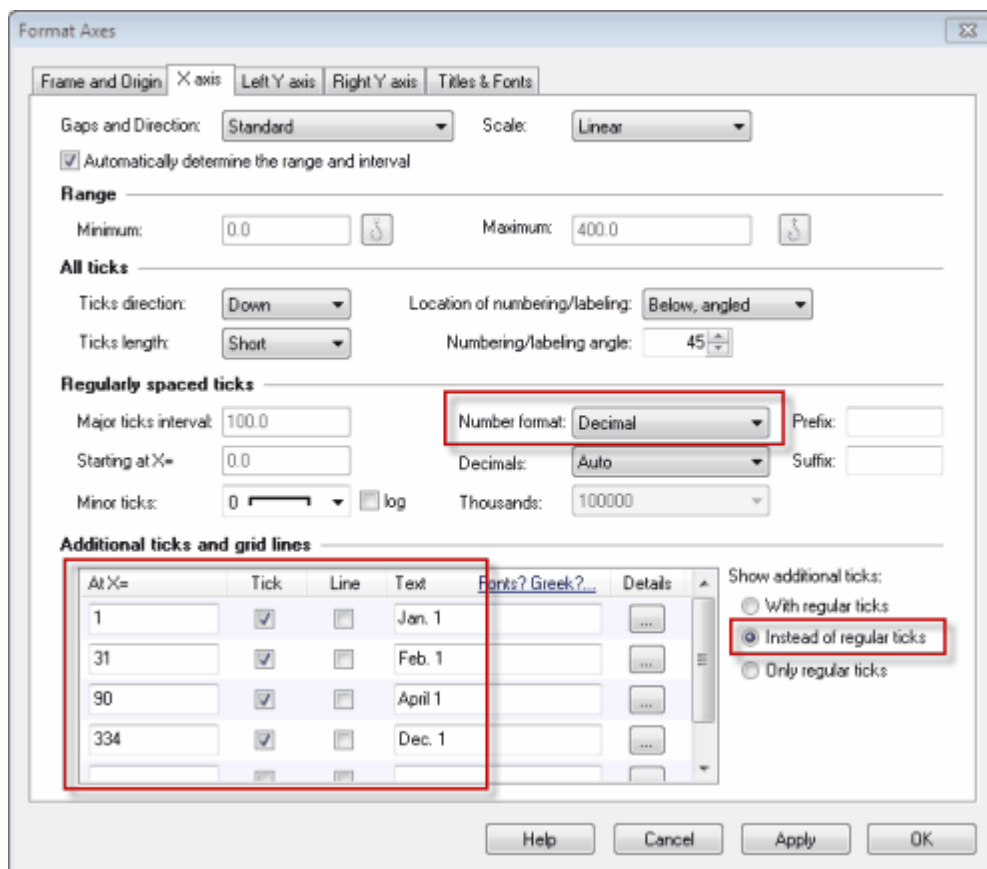 Format Axes
Frame and Origin X axis Left Y axis Right Y axis Titles & Fonts
Gaps and Direction: Standard Scale: Linear
Automatically determine the range and interval
Range
Minimum: 0.0 Maximum: 400.0
All ticks
Ticks direction: Down Location of numbering/labeling: Below, angled
Ticks length: Short Numbering/labeling angle: 45
Regularly spaced ticks
Major ticks interval: 100.0 Number format: Decimal Prefix:
Starting at X= 0.0 Decimals: Auto Suffix:
Minor ticks: 0 log Thousands: 100000
Additional ticks and grid lines
At X= Tick Line Text Fonts? Greek?... Details Show additional ticks:
1 Jan. 1 ... With regular ticks
31 Feb. 1 ... Instead of regular ticks
90 April 1 ... Only regular ticks
334 Dec. 1 ...
Help Cancel Apply OK